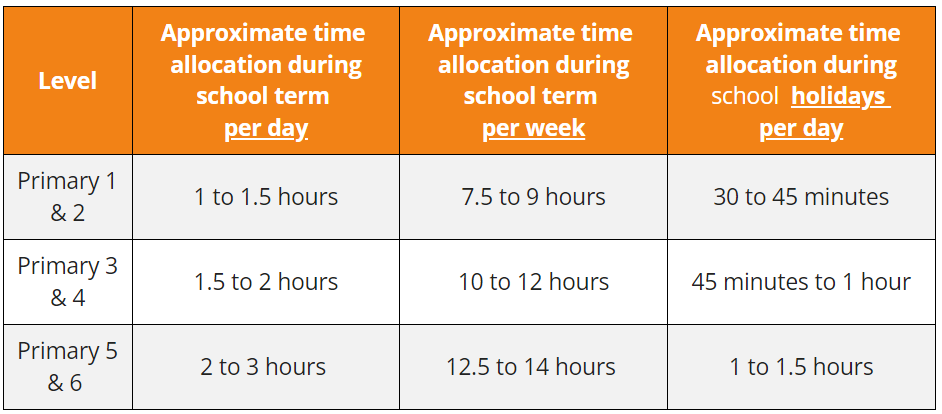 Level
Approximate time
allocation during
school term
per day
Approximate time
allocation during
school term
per week
Approximate time
allocation during
school holidays
per day
Primary 1
& 2
1 to 1.5 hours
7.5 to 9 hours
30 to 45 minutes
Primary 3
& 4
1.5 to 2 hours
10 to 12 hours
45 minutes to 1 hour
Primary 5
& 6
2 to 3 hours
12.5 to 14 hours
1 to 1.5 hours